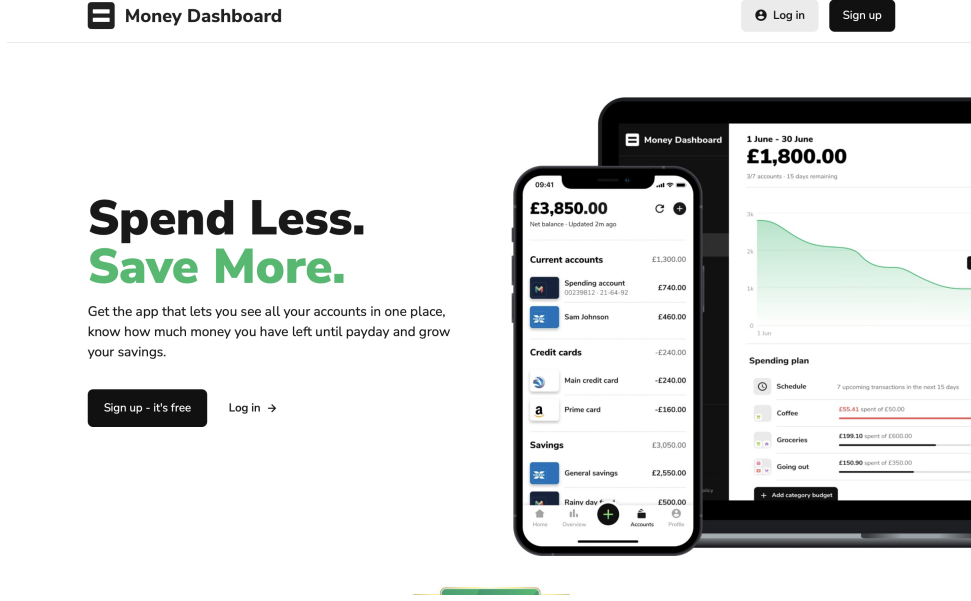 Money Dashboard
Log in
Sign up
Spend Less.
Save More.
Get the app that lets you see all your accounts in one place,
know how much money you have left until payday and grow
your savings.
Sign up - it's free
Log in →
09:41
£3,850.00
Net balance · Updated 2m ago
Current accounts £1,300.00
Spending account £740.00
00239812 · 21-64-92
Sam Johnson £460.00
Credit cards -£240.00
Main credit card -£240.00
a Prime card -£160.00
Savings £3,050.00
General savings £2,550.00
Rainy day £500.00
Home Overview Accounts Profile
Money Dashboard
1 June - 30 June
£1,800.00
3/7 accounts · 15 days remaining
3k
2k
1k
0
1 Jun
Spending plan
Schedule 7 upcoming transactions in the next 15 days
Coffee £55.41 spent of £50.00
Groceries £199.10 spent of £600.00
Going out £150.90 spent of £350.00
+ Add category budget